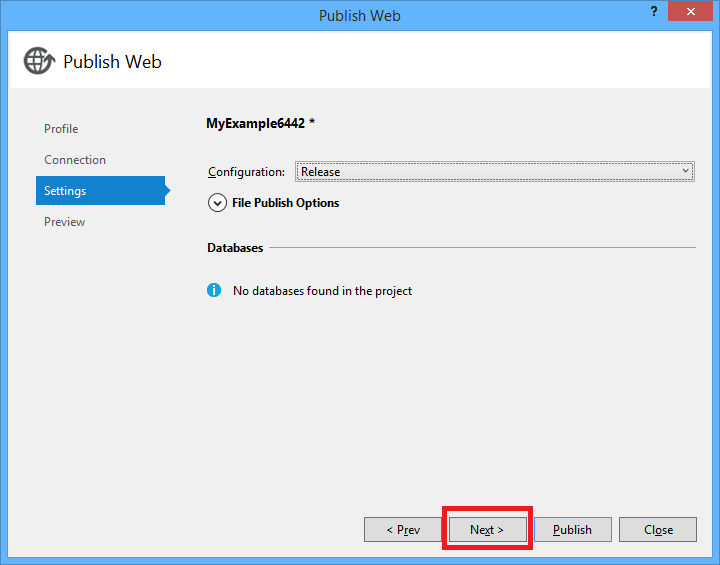 Publish Web
?
Publish Web
Profile
Connection
Settings
Preview
MyExample6442 *
Configuration: Release
File Publish Options
Databases
No databases found in the project
< Prev Next > Publish Close